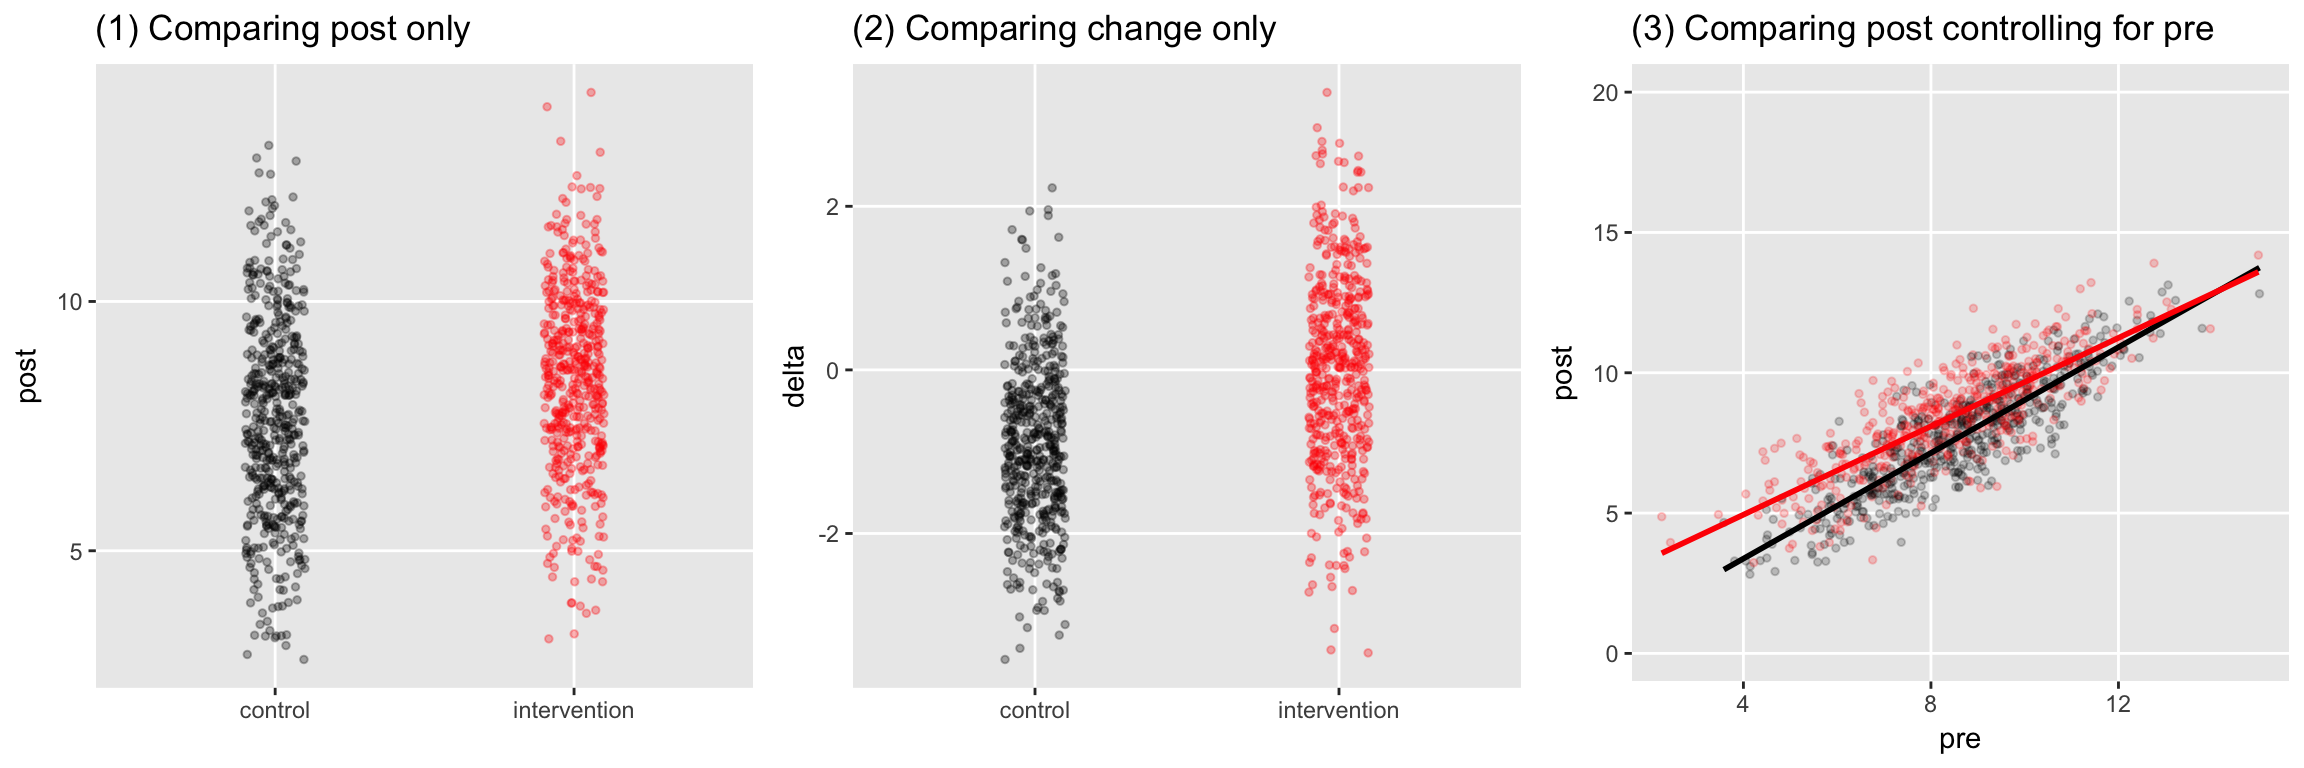 (1) Comparing post only
post
10
5
control intervention
(2) Comparing change only
delta
2
0
-2
control intervention
(3) Comparing post controlling for pre
post
20
15
10
5
0
4 8 12
pre